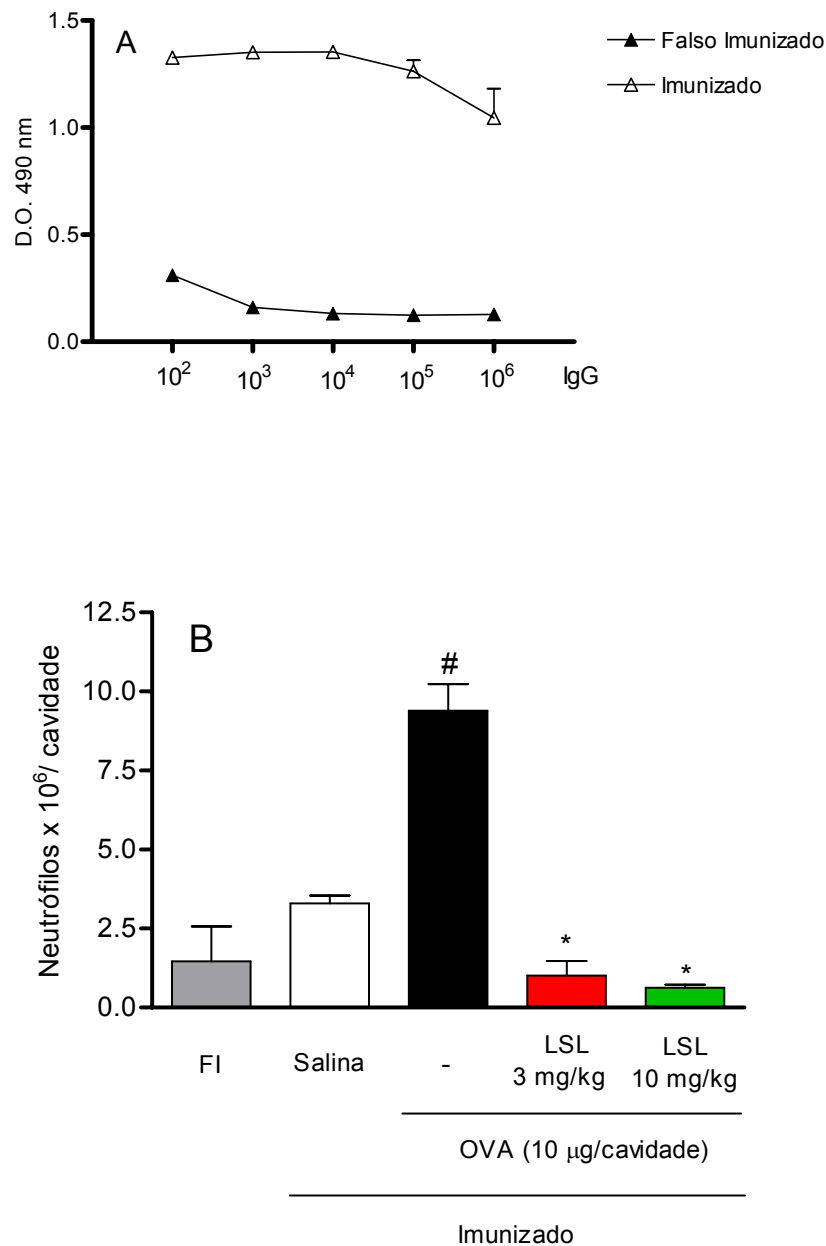 1.5
A
1.0
0.5
0.0
D.O. 490 nm
10² 10³ 10⁴ 10⁵ 10⁶ IgG
Falso Imunizado
Imunizado
12.5
B
10.0
7.5
5.0
2.5
0.0
Neutrófilos x 10⁶/ cavidade
#
*
*
FI Salina - LSL 3 mg/kg LSL 10 mg/kg
OVA (10 μg/cavidade)
Imunizado